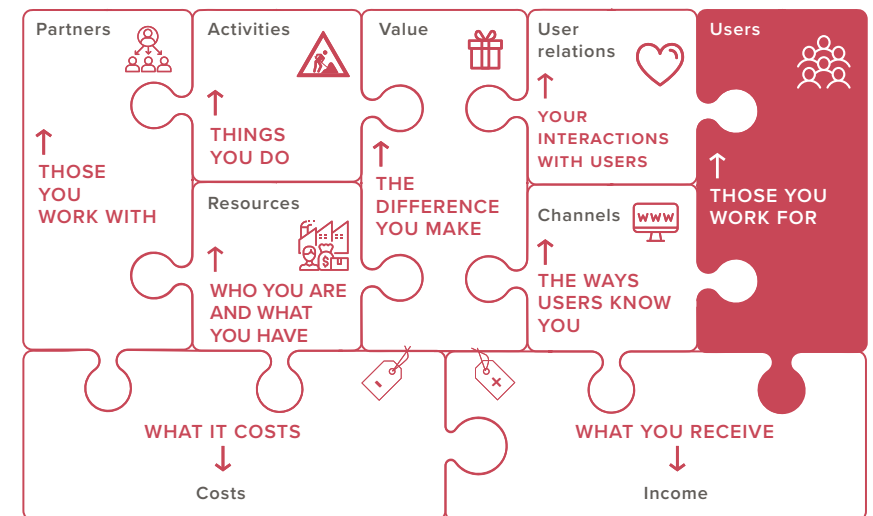 Partners
THOSE
YOU
WORK WITH
Activities
THINGS
YOU DO
Resources
WHO YOU ARE
AND WHAT
YOU HAVE
Value
THE
DIFFERENCE
YOU MAKE
User
relations
YOUR
INTERACTIONS
WITH USERS
Channels
www
THE WAYS
USERS KNOW
YOU
Users
THOSE YOU
WORK FOR
WHAT IT COSTS
Costs
WHAT YOU RECEIVE
Income